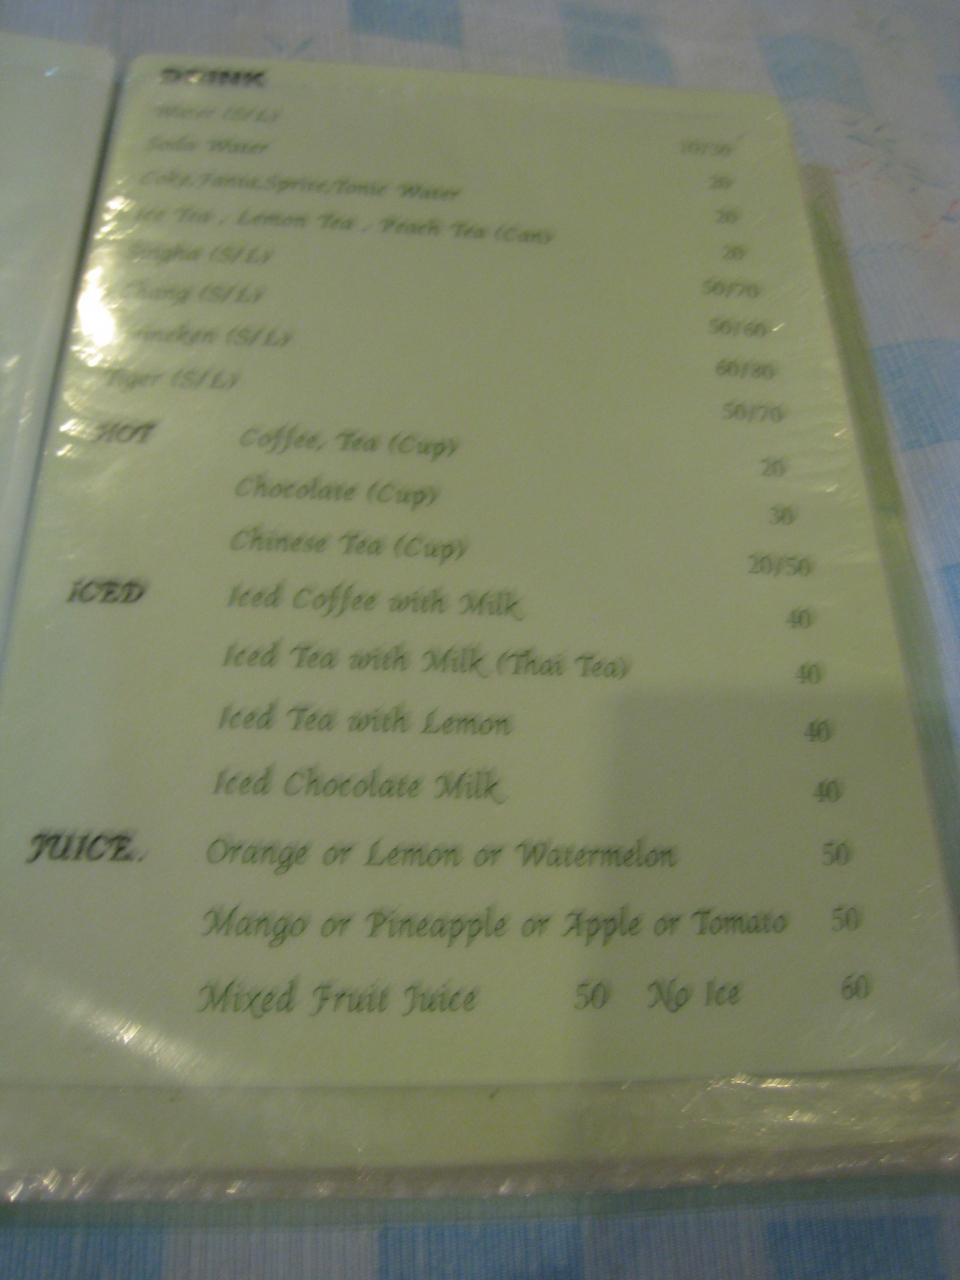 DRINK
Water (S/L) 10/30
Soda Water 20
Coke,Fanta,Sprite,Tonic Water 20
Ice Tea , Lemon Tea , Peach Tea (Can) 20
Singha (S/L) 50/70
Chang (S/L) 50/60
Heineken (S/L) 60/80
Tiger (S/L) 50/70
HOT Coffee, Tea (Cup) 20
Chocolate (Cup) 30
Chinese Tea (Cup) 20/50
ICED Iced Coffee with Milk 40
Iced Tea with Milk (Thai Tea) 40
Iced Tea with Lemon 40
Iced Chocolate Milk 40
JUICE. Orange or Lemon or Watermelon 50
Mango or Pineapple or Apple or Tomato 50
Mixed Fruit Juice 50 No Ice 60